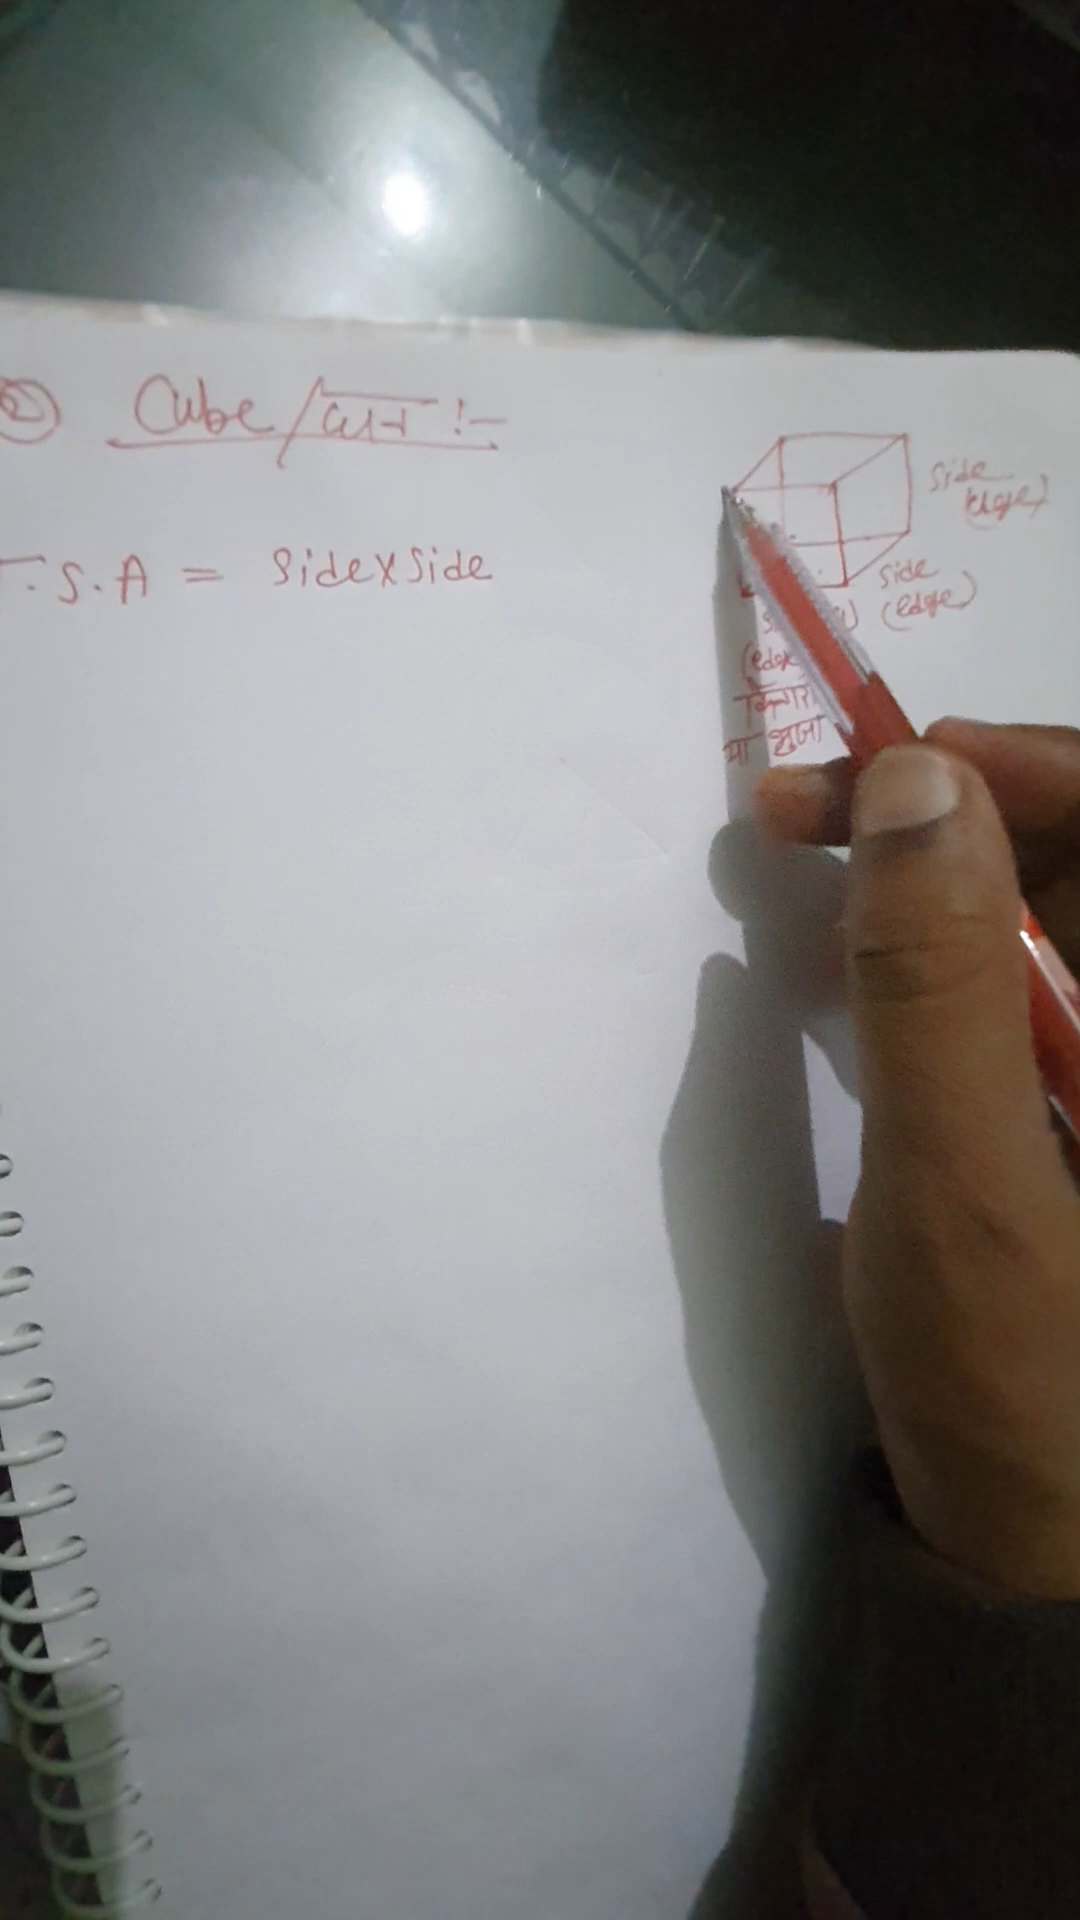 ② Cube/घन :-
Side
(edge)
T.S.A = Side x Side
Side
(edge)
(edge
या भुजा